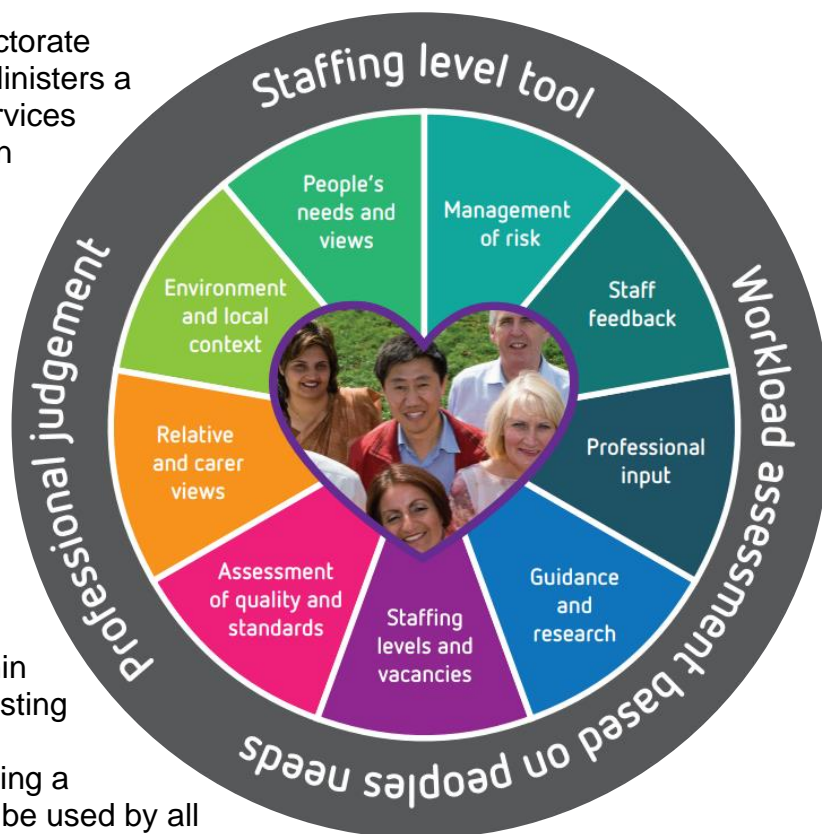 ctorate
Ministers a
rvices
n
Staffing level tool
People's
needs and
views
Management
of risk
Staff
feedback
Professional
input
Guidance
and
research
Staffing
levels and
vacancies
Assessment
of quality and
standards
Relative
and carer
views
Environment
and local
context
Workload assessment based on peoples needs
Professional judgement
in
sting
ing a
be used by all